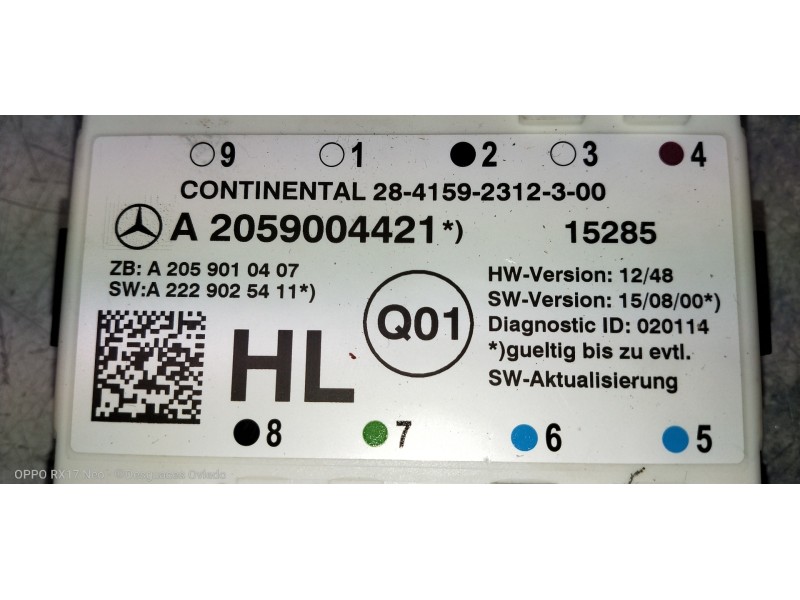 9 1 2 3 4
CONTINENTAL 28-4159-2312-3-00
A 2059004421*) 15285
ZB: A 205 901 04 07
SW:A 222 902 54 11*)
HL
Q01
HW-Version: 12/48
SW-Version: 15/08/00*)
Diagnostic ID: 020114
*)gueltig bis zu evtl.
SW-Aktualisierung
8 7 6 5
OPPO RX17 Neo Desguaces Oviedo